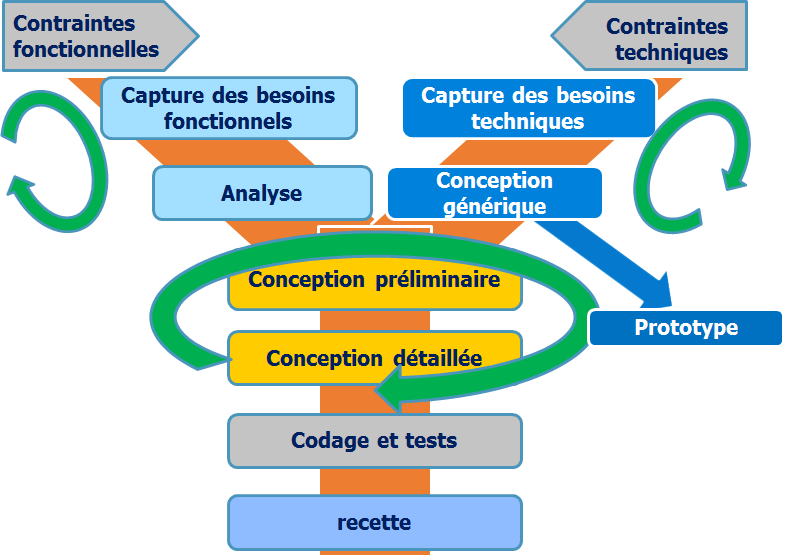 Contraintes
fonctionnelles
Contraintes
techniques
Capture des besoins
fonctionnels
Capture des besoins
techniques
Analyse
Conception
générique
Conception préliminaire
Prototype
Conception détaillée
Codage et tests
recette